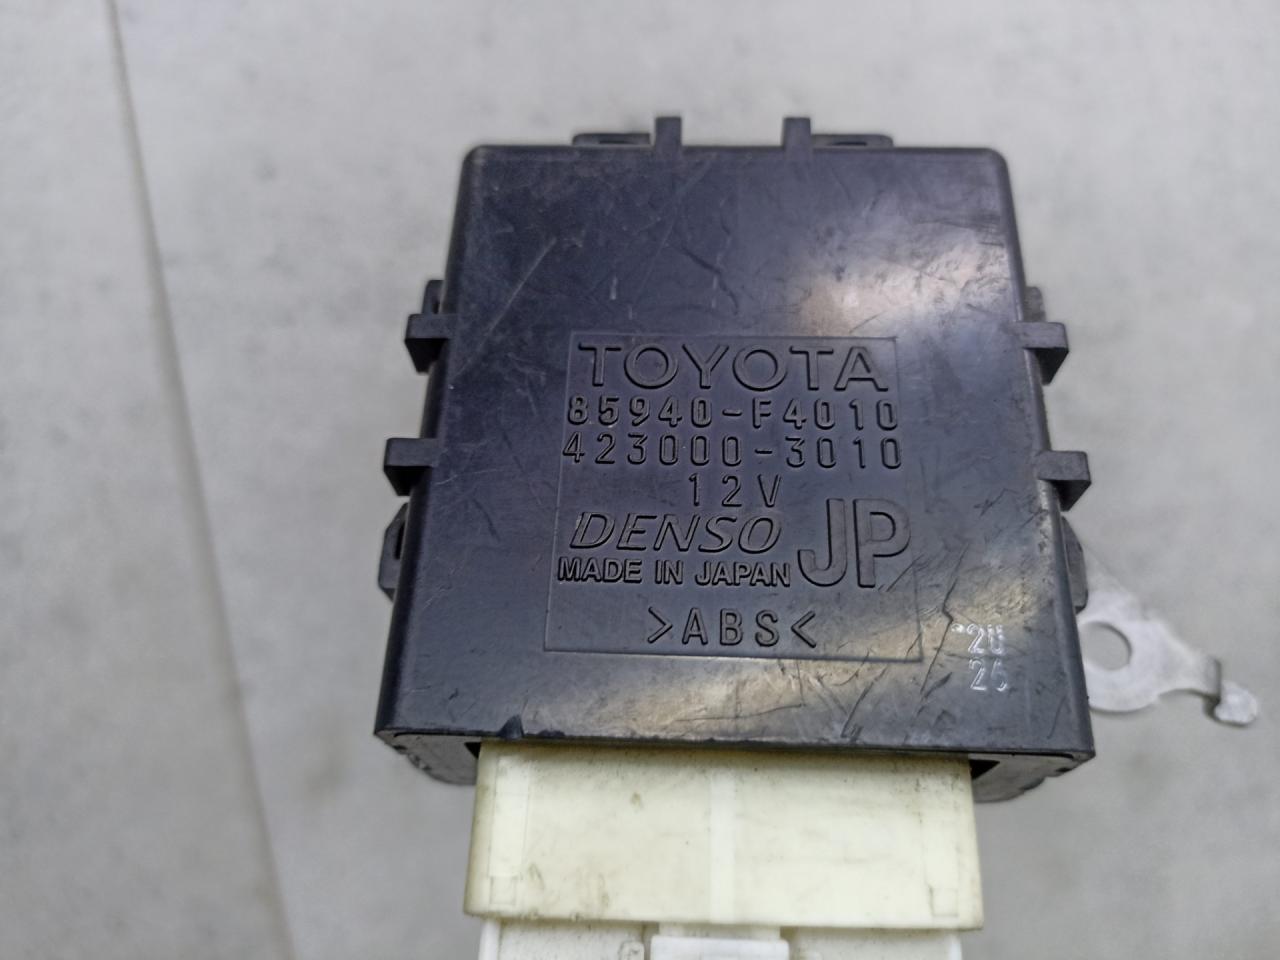 TOYOTA
85940-F4010
423000-3010
12V
DENSO JP
MADE IN JAPAN
>ABS<